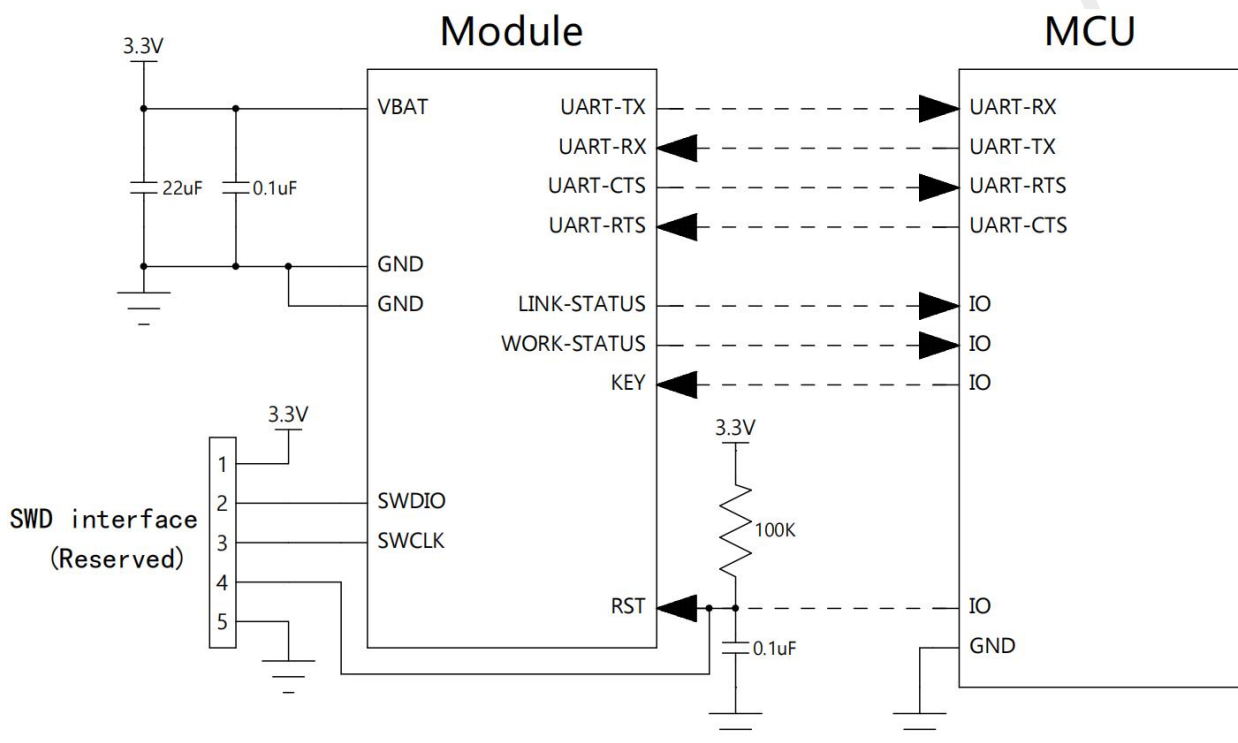 Module
MCU
3.3V
VBAT
UART-TX
UART-RX
UART-RX
UART-TX
22uF
0.1uF
UART-CTS
UART-RTS
UART-RTS
UART-CTS
GND
GND
LINK-STATUS
IO
WORK-STATUS
IO
KEY
IO
3.3V
3.3V
1
SWD interface
(Reserved)
2
SWDIO
3
SWCLK
100K
4
5
RST
IO
0.1uF
GND